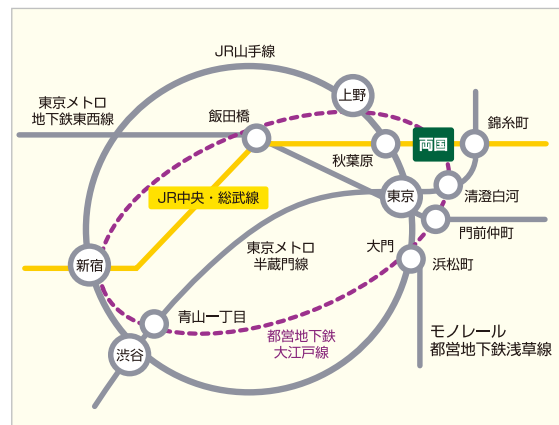 JR山手線
上野
東京メトロ
地下鉄東西線
飯田橋
錦糸町
両国
秋葉原
JR中央・総武線
東京
清澄白河
門前仲町
新宿
東京メトロ
半蔵門線
大門
浜松町
青山一丁目
都営地下鉄
大江戸線
モノレール
都営地下鉄浅草線
渋谷